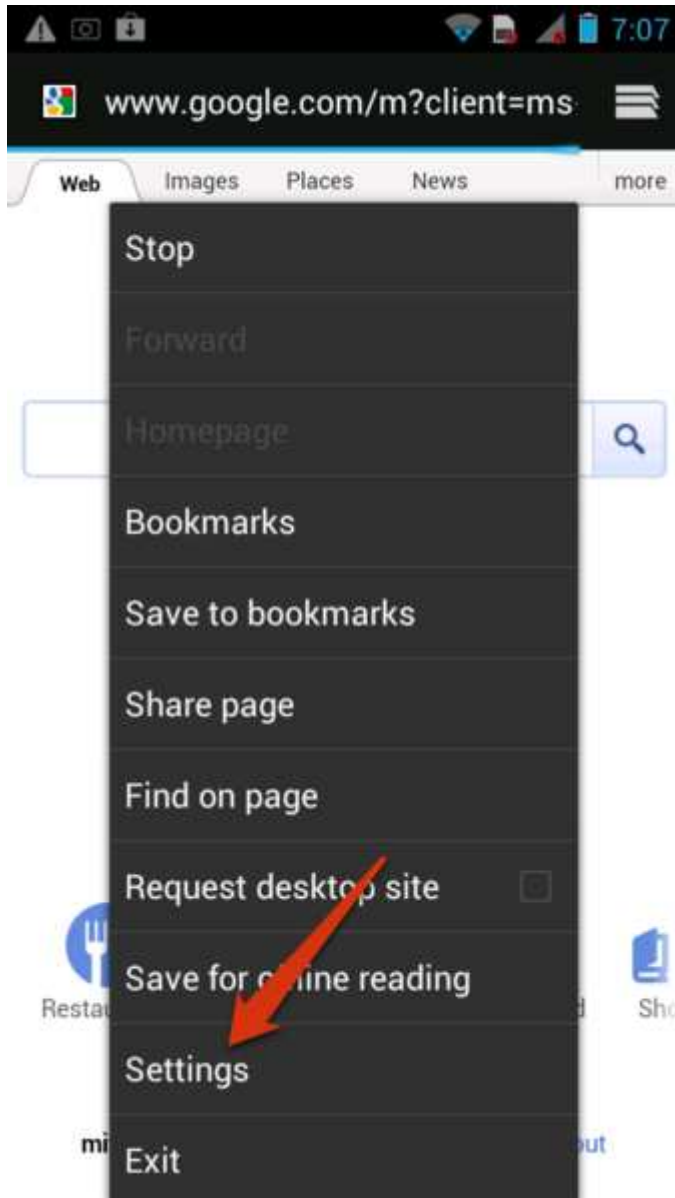 7:07
www.google.com/m?client=ms
Web Images Places News more
Stop
Forward
Homepage
Bookmarks
Save to bookmarks
Share page
Find on page
Request desktop site
Save for offline reading
Settings
Exit